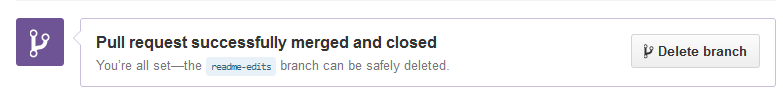 Pull request successfully merged and closed
You're all set—the readme-edits branch can be safely deleted.
Delete branch